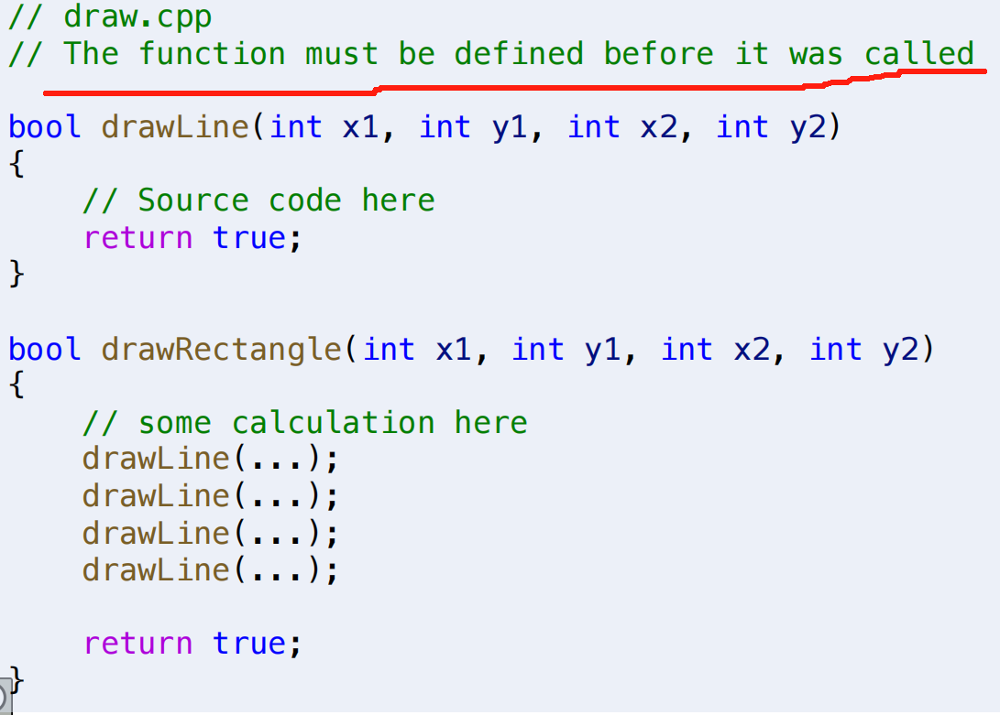 // draw.cpp
// The function must be defined before it was called
bool drawLine(int x1, int y1, int x2, int y2)
{
    // Source code here
    return true;
}
bool drawRectangle(int x1, int y1, int x2, int y2)
{
    // some calculation here
    drawLine(...);
    drawLine(...);
    drawLine(...);
    drawLine(...);
    return true;
}